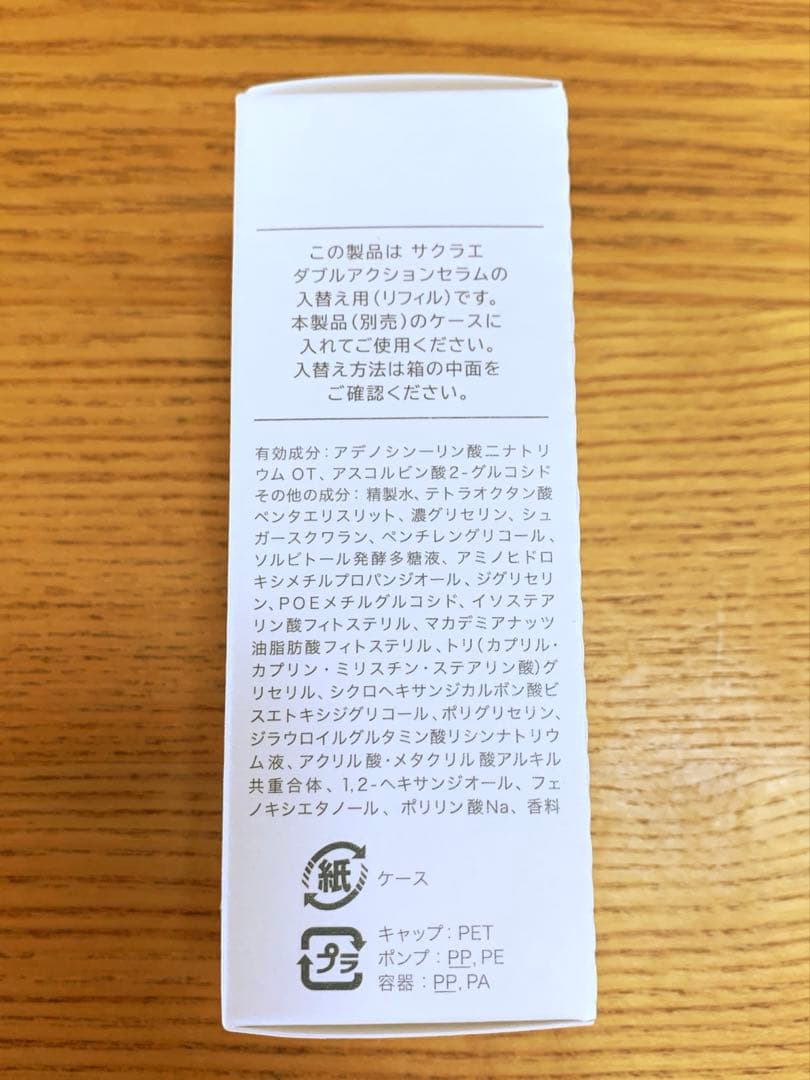 この製品は サクラエ
ダブルアクションセラムの
入替え用(リフィル)です。
本製品(別売)のケースに
入れてご使用ください。
入替え方法は箱の中面を
ご確認ください。
有効成分：アデノシン一リン酸二ナトリ
ウム OT、アスコルビン酸2-グルコシド
その他の成分：精製水、テトラオクタン酸
ペンタエリスリット、濃グリセリン、シュ
ガースクワラン、ペンチレングリコール、
ソルビトール発酵多糖液、アミノヒドロ
キシメチルプロパンジオール、ジグリセリ
ン、POEメチルグルコシド、イソステア
リン酸フィトステリル、マカデミアナッツ
油脂肪酸フィトステリル、トリ(カプリル・
カプリン・ミリスチン・ステアリン酸)グ
リセリル、シクロヘキサンジカルボン酸ビ
スエトキシジグリコール、ポリグリセリン、
ジラウロイルグルタミン酸リシンナトリウ
ム液、アクリル酸・メタクリル酸アルキル
共重合体、1,2-ヘキサンジオール、フェ
ノキシエタノール、ポリリン酸Na、香料
紙 ケース
プラ
キャップ：PET
ポンプ：PP,PE
容器：PP,PA